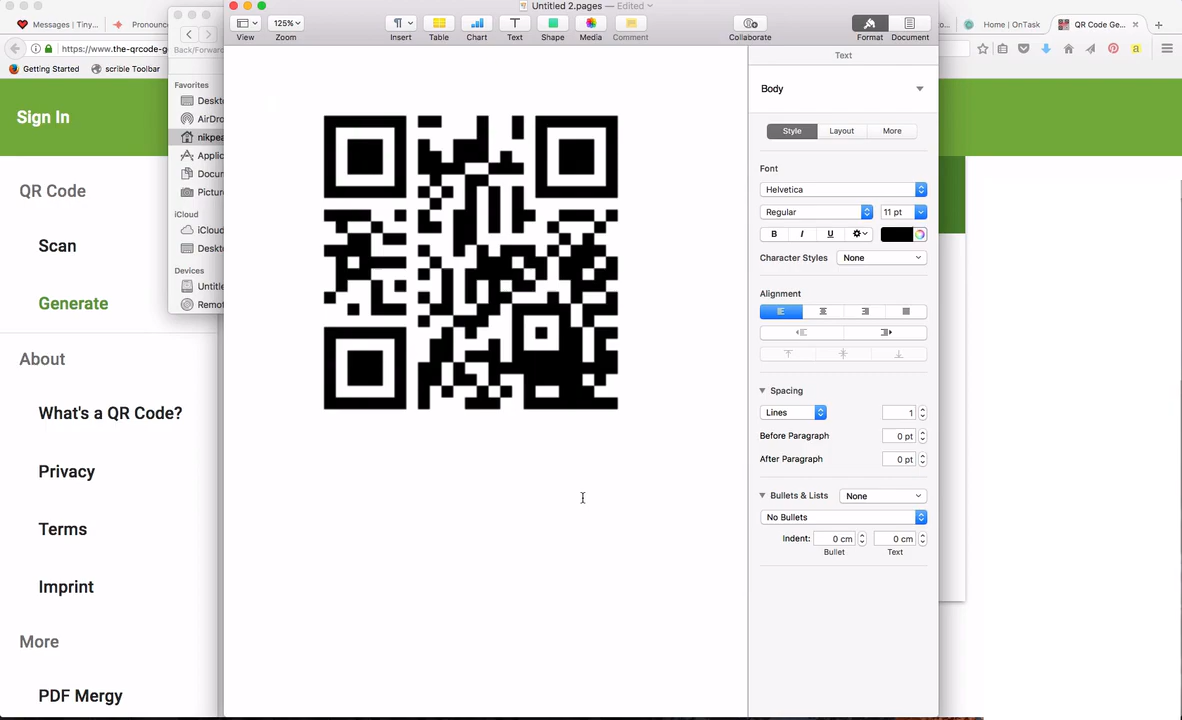 Untitled 2.pages — Edited
Messages | Tiny...
Pronounc
Home | OnTask
QR Code Ge...
https://www.the-qrcode-g
Getting Started
scrible Toolbar
Back/Forward
View
125%
Zoom
Insert
Table
Chart
Text
Shape
Media
Comment
Collaborate
Format
Document
Sign In
QR Code
Scan
Generate
About
What's a QR Code?
Privacy
Terms
Imprint
More
PDF Mergy
Favorites
Deskto
AirDro
nikpea
Applic
Docum
Picture
iCloud
iCloud
Deskto
Devices
Untitle
Remot
Text
Body
Style
Layout
More
Font
Helvetica
Regular
11 pt
B
I
U
Character Styles
None
Alignment
Spacing
Lines
1
Before Paragraph
0 pt
After Paragraph
0 pt
Bullets & Lists
None
No Bullets
Indent:
0 cm
0 cm
Bullet
Text